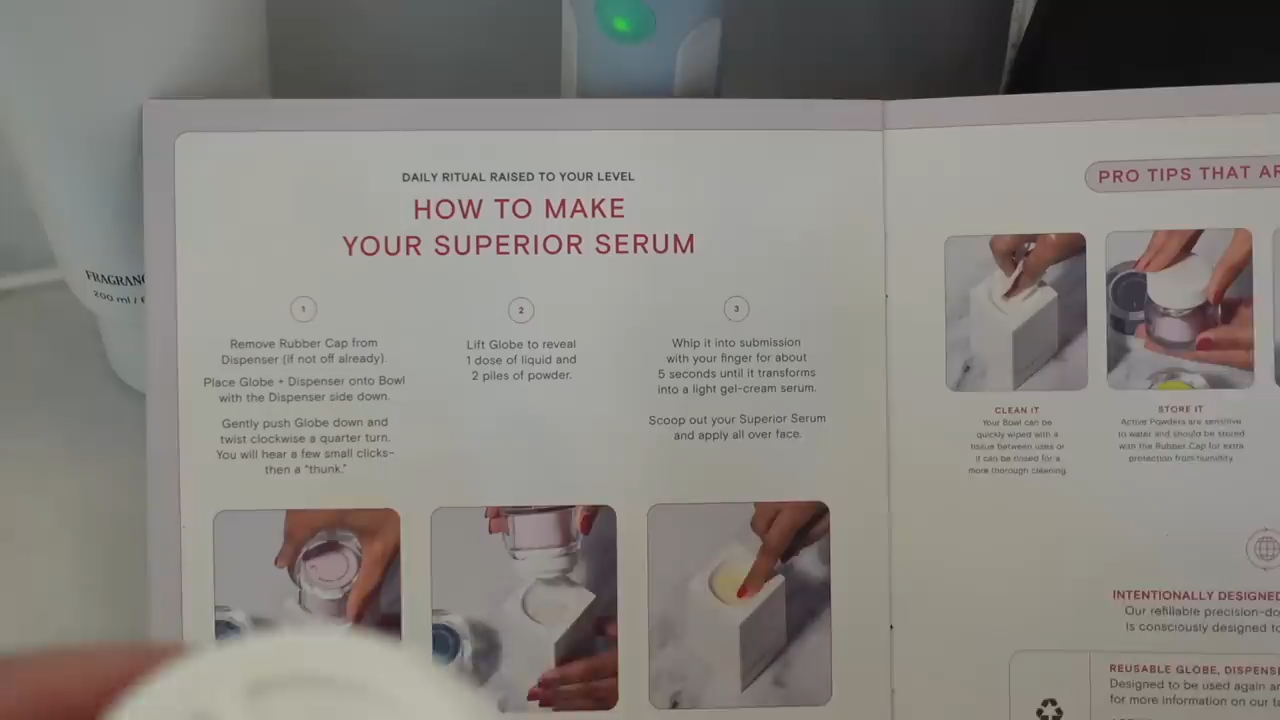 FRAGRANC
200 ml / 6
DAILY RITUAL RAISED TO YOUR LEVEL
HOW TO MAKE
YOUR SUPERIOR SERUM
1
Remove Rubber Cap from
Dispenser (if not off already).
Place Globe + Dispenser onto Bowl
with the Dispenser side down.
Gently push Globe down and
twist clockwise a quarter turn.
You will hear a few small clicks–
then a "thunk."
2
Lift Globe to reveal
1 dose of liquid and
2 piles of powder.
3
Whip it into submission
with your finger for about
5 seconds until it transforms
into a light gel-cream serum.
Scoop out your Superior Serum
and apply all over face.
PRO TIPS THAT AR
CLEAN IT
Your Bowl can be
quickly wiped with a
tissue between uses or
it can be rinsed for a
more thorough cleaning.
STORE IT
Active Powders are sensitive
to water and should be stored
with the Rubber Cap for extra
protection from humidity.
INTENTIONALLY DESIGNED
Our refillable precision-do
is consciously designed to
REUSABLE GLOBE, DISPENSE
Designed to be used again an
for more information on our t